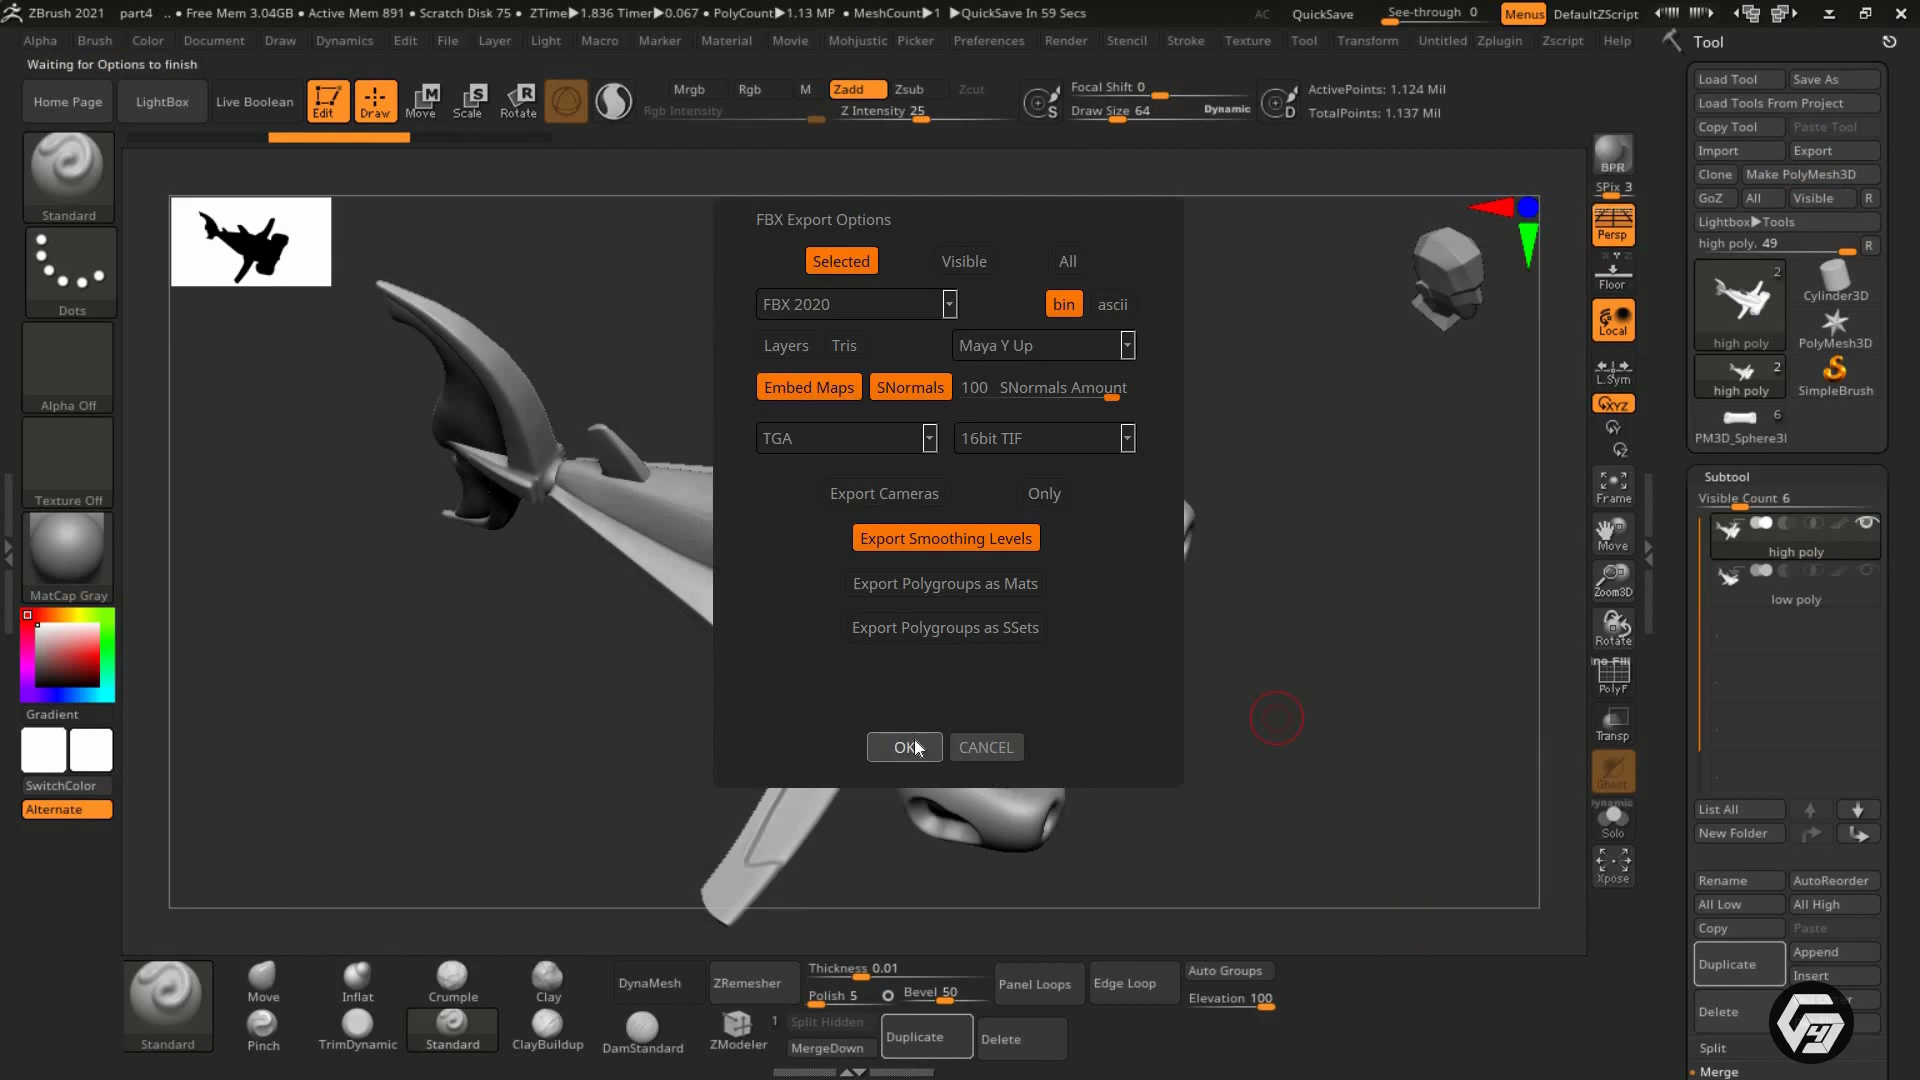 ZBrush 2021 part4 .. • Free Mem 3.04GB • Active Mem 891 • Scratch Disk 75 • ZTime▶1.836 Timer▶0.067 • PolyCount▶1.13 MP • MeshCount▶1 ▶QuickSave In 59 Secs AC QuickSave See-through 0 Menus DefaultZScript
Alpha Brush Color Document Draw Dynamics Edit File Layer Light Macro Marker Material Movie Mohjustic Picker Preferences Render Stencil Stroke Texture Tool Transform Untitled Zplugin Zscript Help
Waiting for Options to finish
Home Page LightBox Live Boolean Edit Draw Move Scale Rotate
Mrgb Rgb M Zadd Zsub Zcut
Rgb Intensity Z Intensity 25
Focal Shift 0
Draw Size 64 Dynamic
ActivePoints: 1.124 Mil
TotalPoints: 1.137 Mil
Standard
Dots
Alpha Off
Texture Off
MatCap Gray
Gradient
SwitchColor
Alternate
FBX Export Options
Selected Visible All
FBX 2020 bin ascii
Layers Tris Maya Y Up
Embed Maps SNormals 100 SNormals Amount
TGA 16bit TIF
Export Cameras Only
Export Smoothing Levels
Export Polygroups as Mats
Export Polygroups as SSets
OK CANCEL
BPR
SPix 3
Persp
Floor
Local
L.Sym
XYZ
Frame
Move
Zoom3D
Rotate
PolyF
Transp
Ghost
Dynamic
Solo
Xpose
Tool
Load Tool Save As
Load Tools From Project
Copy Tool Paste Tool
Import Export
Clone Make PolyMesh3D
GoZ All Visible R
Lightbox▶Tools
high poly. 49 R
2
high poly
Cylinder3D
PolyMesh3D
2
high poly
SimpleBrush
6
PM3D_Sphere3I
Subtool
Visible Count 6
high poly
low poly
List All
New Folder
Rename AutoReorder
All Low All High
Copy Paste
Duplicate Append
Insert
Delete
Split
Merge
Standard
Move Inflat Crumple Clay
Pinch TrimDynamic Standard ClayBuildup DamStandard ZModeler 1
DynaMesh ZRemesher
Thickness 0.01
Polish 5 Bevel 50
Panel Loops Edge Loop
Auto Groups
Elevation 100
Split Hidden
MergeDown
Duplicate Delete